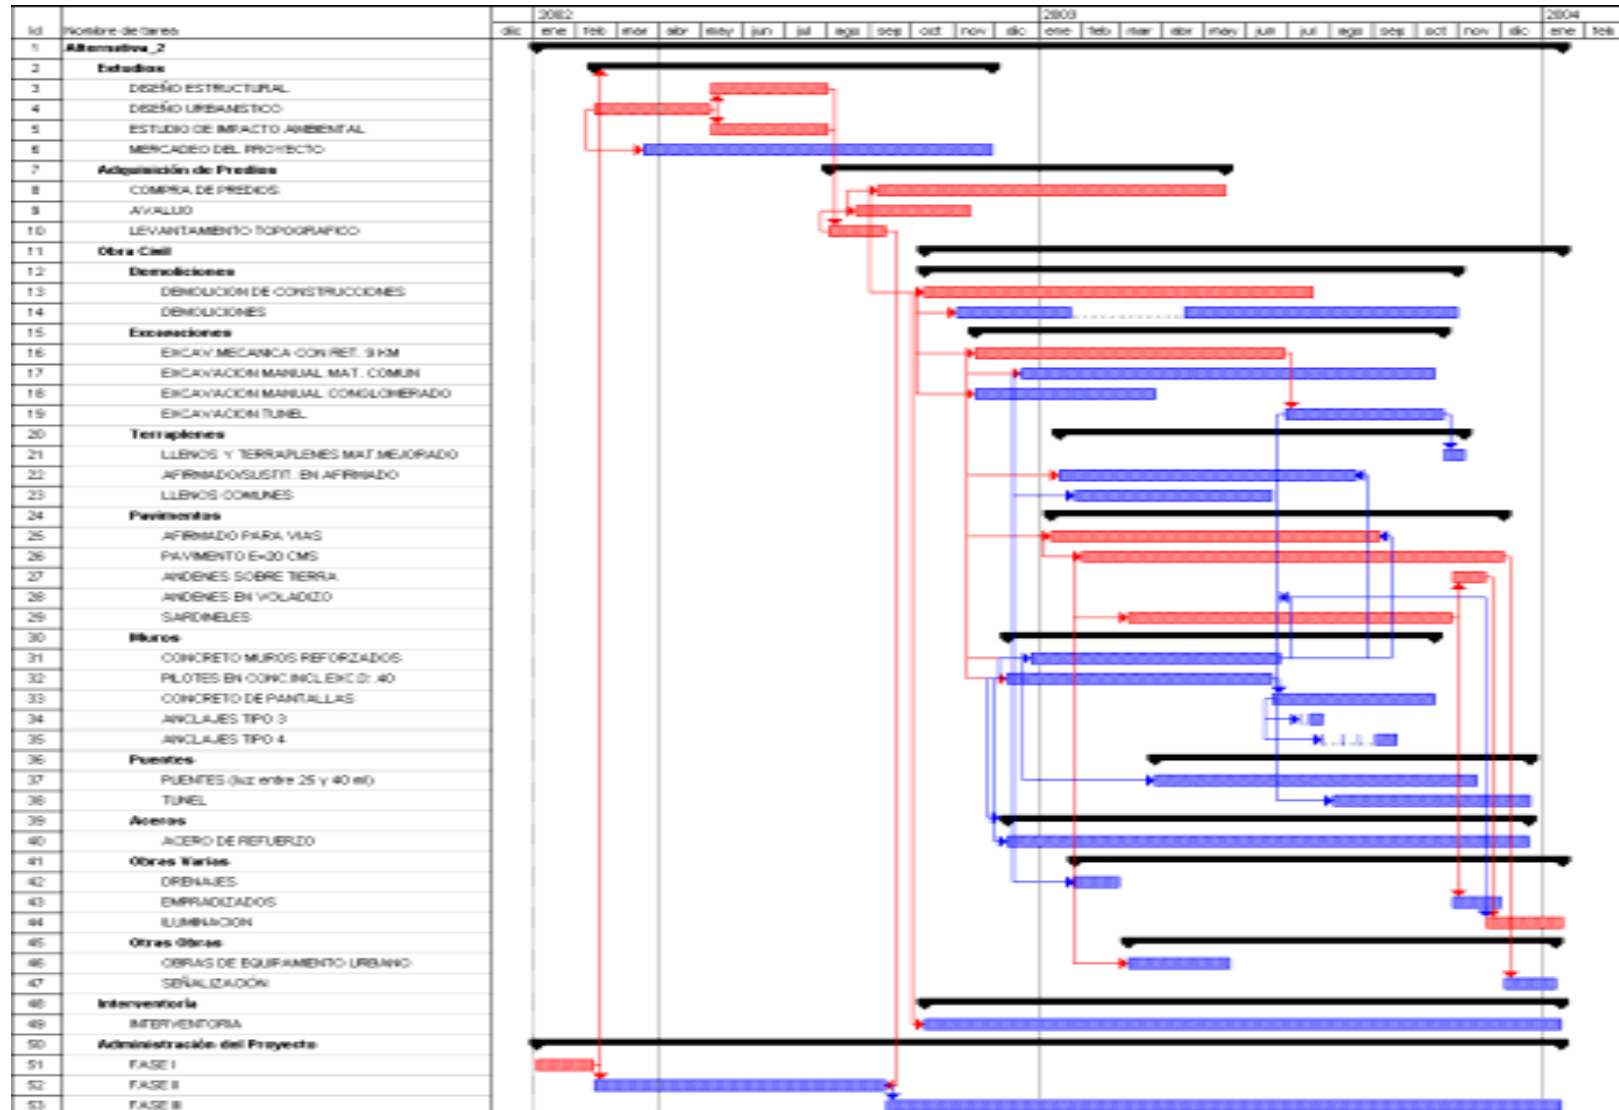 2002 2003 2004
Id Nombre de tarea dic ene feb mar abr may jun jul ago sep oct nov dic ene feb mar abr may jun jul ago sep oct nov dic ene feb
1 Alternativa_2
2 Estudios
3 DISEÑO ESTRUCTURAL
4 DISEÑO URBANISTICO
5 ESTUDIO DE IMPACTO AMBIENTAL
6 MERCADEO DEL PROYECTO
7 Adquisición de Predios
8 COMPRA DE PREDIOS
9 AVALUO
10 LEVANTAMIENTO TOPOGRAFICO
11 Obra Civil
12 Demoliciones
13 DEMOLICION DE CONSTRUCCIONES
14 DEMOLICIONES
15 Excavaciones
16 EXCAV.MECANICA CON RET. 9 KM
17 EXCAVACION MANUAL MAT. COMUN
18 EXCAVACION MANUAL CONGLOMERADO
19 EXCAVACION TUNEL
20 Terraplenes
21 LLENOS Y TERRAPLENES MAT.MEJORADO
22 AFIRMADO/SUSTIT. EN AFIRMADO
23 LLENOS COMUNES
24 Pavimentos
25 AFIRMADO PARA VIAS
26 PAVIMENTO E=20 CMS
27 ANDENES SOBRE TIERRA
28 ANDENES EN VOLADIZO
29 SARDINELES
30 Muros
31 CONCRETO MUROS REFORZADOS
32 PILOTES EN CONC.INCL.EXC.D: .40
33 CONCRETO DE PANTALLAS
34 ANCLAJES TIPO 3
35 ANCLAJES TIPO 4
36 Puentes
37 PUENTES (luz entre 25 y 40 ml)
38 TUNEL
39 Aceros
40 ACERO DE REFUERZO
41 Obras Varias
42 DRENAJES
43 EMPRADIZADOS
44 ILUMINACION
45 Otras Obras
46 OBRAS DE EQUIPAMIENTO URBANO
47 SEÑALIZACIÓN
48 Interventoría
49 INTERVENTORIA
50 Administración del Proyecto
51 FASE I
52 FASE II
53 FASE III